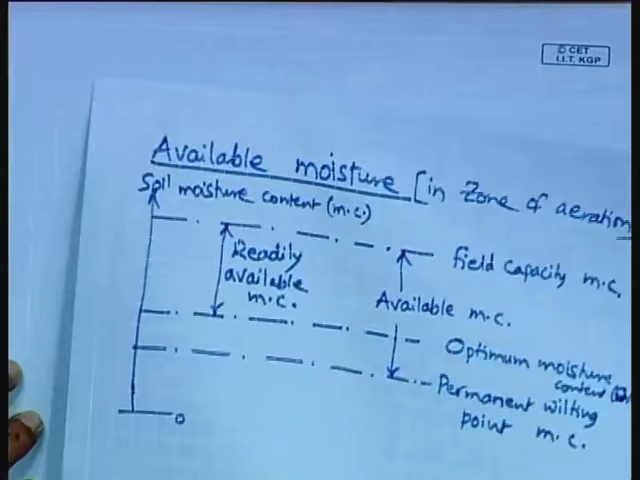 © CET
I.I.T. KGP
Available moisture [in Zone of aeration
Soil moisture content (m.c.)
field capacity m.c.
Readily
available
m.c.
Available m.c.
Optimum moisture
content
Permanent wilting
point m.c.
0